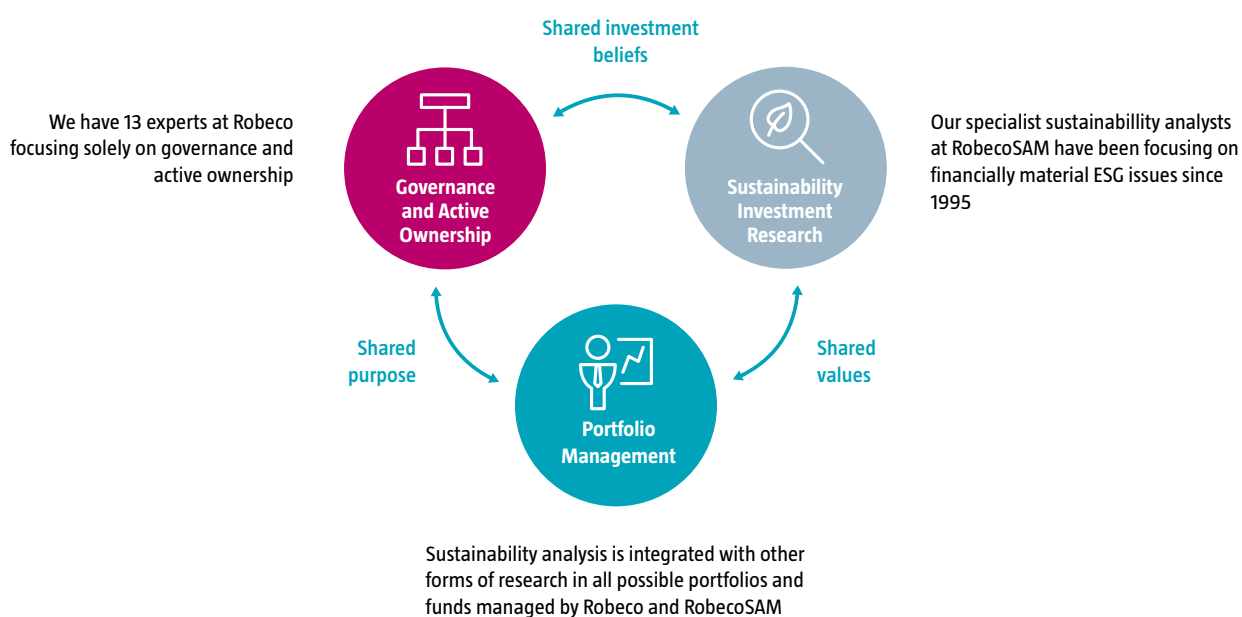 Shared investment
beliefs
We have 13 experts at Robeco
focusing solely on governance and
active ownership
Governance
and Active
Ownership
Sustainability
Investment
Research
Our specialist sustainabillity analysts
at RobecoSAM have been focusing on
financially material ESG issues since
1995
Shared
purpose
Shared
values
Portfolio
Management
Sustainability analysis is integrated with other
forms of research in all possible portfolios and
funds managed by Robeco and RobecoSAM